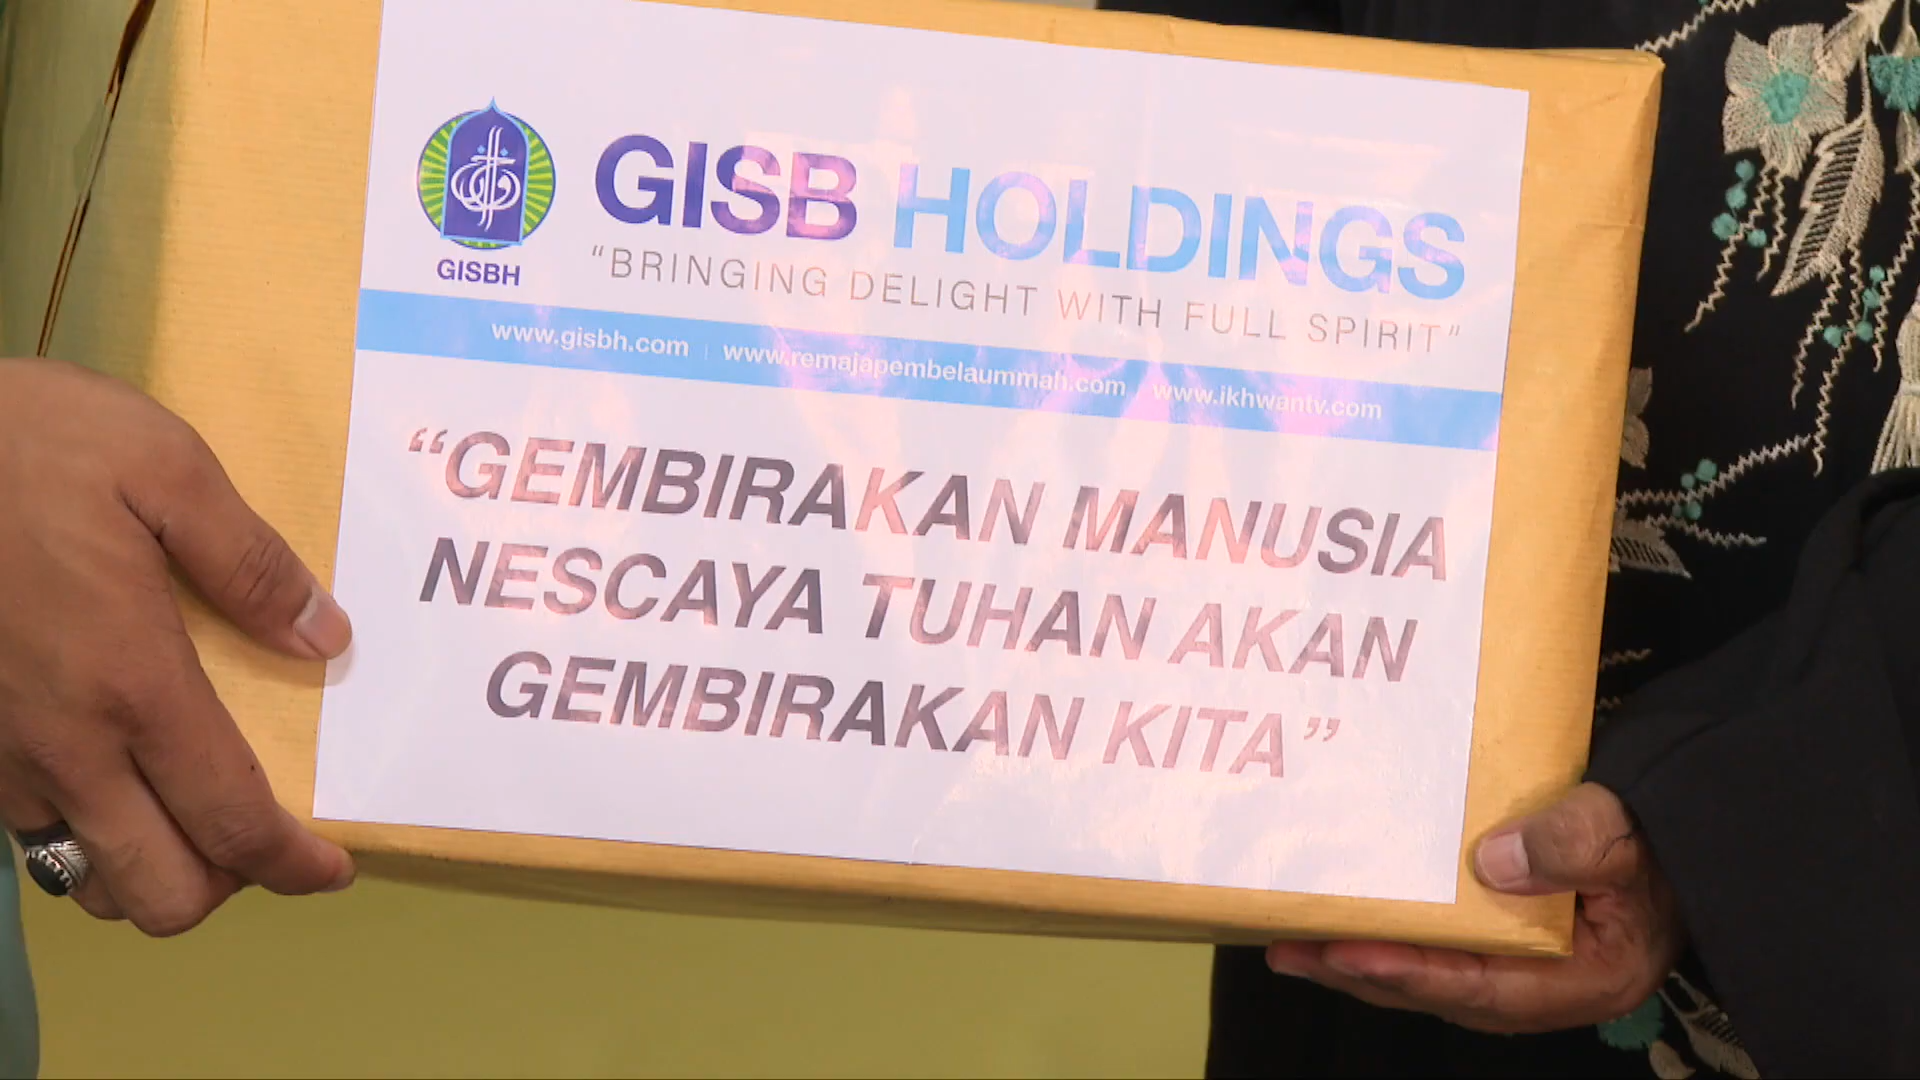 GISBH
GISB HOLDINGS
“BRINGING DELIGHT WITH FULL SPIRIT”
www.gisbh.com | www.remajapembelaummah.com / www.ikhwantv.com
“GEMBIRAKAN MANUSIA
NESCAYA TUHAN AKAN
GEMBIRAKAN KITA”